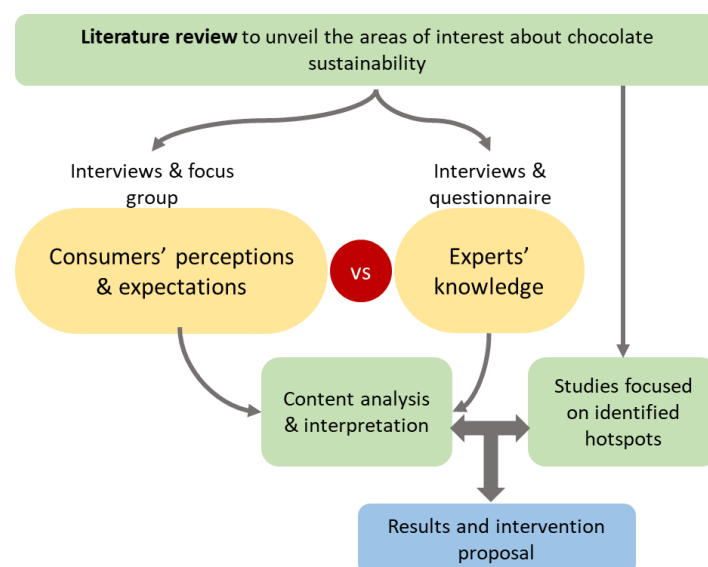 Literature review to unveil the areas of interest about chocolate
sustainability
Interviews & focus
group
Interviews &
questionnaire
Consumers’ perceptions
& expectations
vs
Experts’
knowledge
Content analysis
& interpretation
Studies focused
on identified
hotspots
Results and intervention
proposal